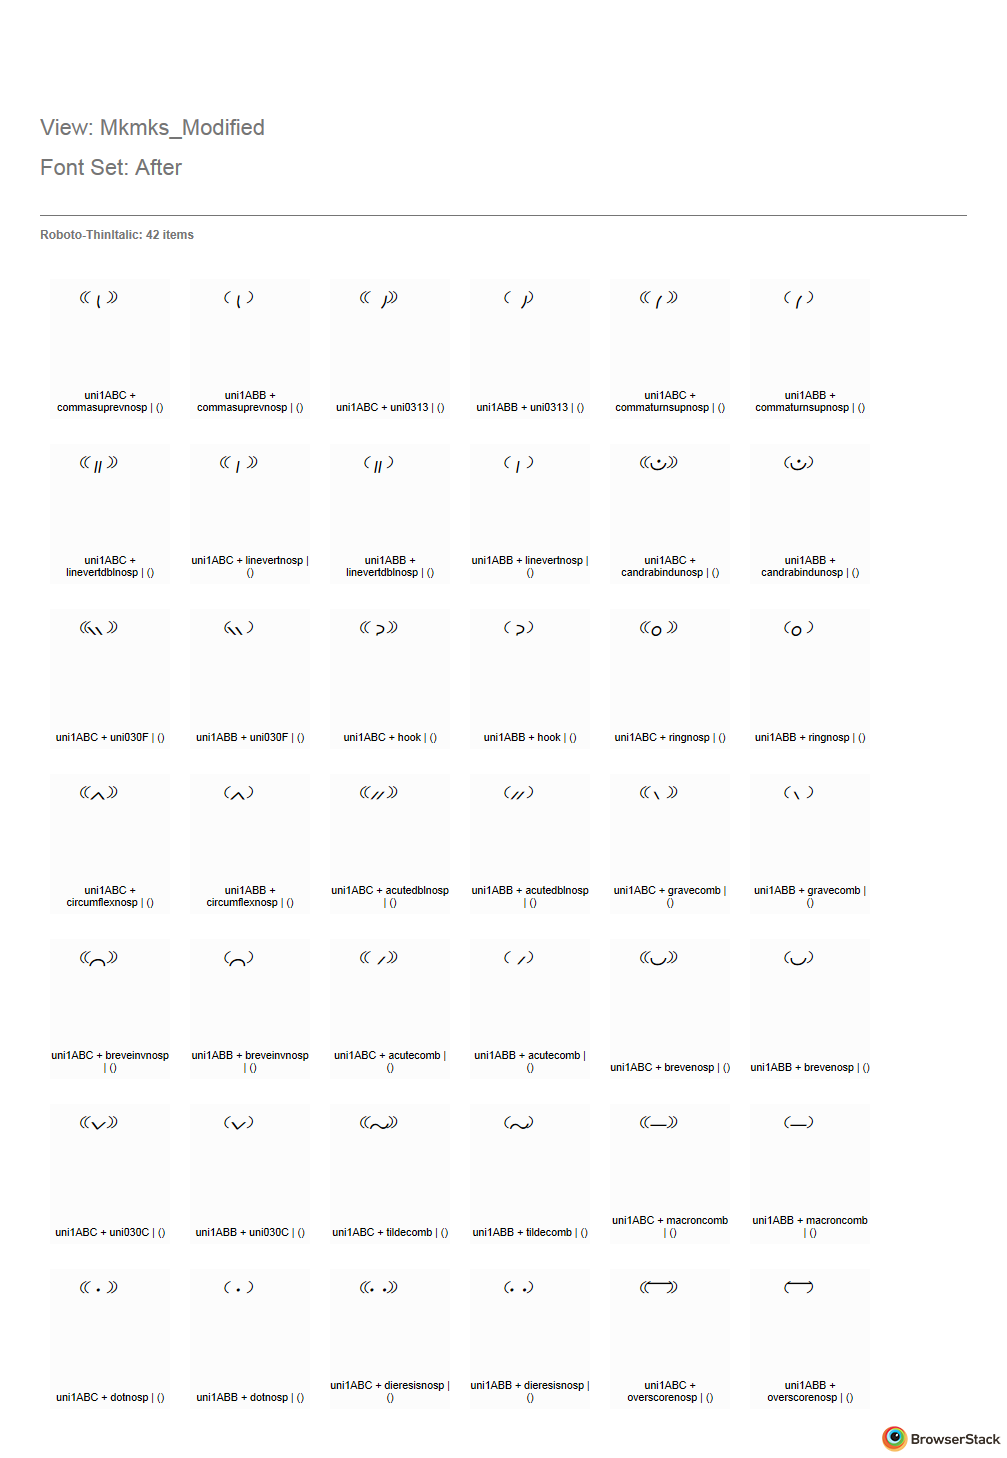 View: Mkmks_Modified
Font Set: After
Roboto-ThinItalic: 42 items
uni1ABC + commasuprevnosp | ()
uni1ABB + commasuprevnosp | ()
uni1ABC + uni0313 | ()
uni1ABB + uni0313 | ()
uni1ABC + commaturnsupnosp | ()
uni1ABB + commaturnsupnosp | ()
uni1ABC + linevertdblnosp | ()
uni1ABC + linevertnosp | ()
uni1ABB + linevertdblnosp | ()
uni1ABB + linevertnosp | ()
uni1ABC + candrabindunosp | ()
uni1ABB + candrabindunosp | ()
uni1ABC + uni030F | ()
uni1ABB + uni030F | ()
uni1ABC + hook | ()
uni1ABB + hook | ()
uni1ABC + ringnosp | ()
uni1ABB + ringnosp | ()
uni1ABC + circumflexnosp | ()
uni1ABB + circumflexnosp | ()
uni1ABC + acutedblnosp | ()
uni1ABB + acutedblnosp | ()
uni1ABC + gravecomb | ()
uni1ABB + gravecomb | ()
uni1ABC + breveinvnosp | ()
uni1ABB + breveinvnosp | ()
uni1ABC + acutecomb | ()
uni1ABB + acutecomb | ()
uni1ABC + brevenosp | ()
uni1ABB + brevenosp | ()
uni1ABC + uni030C | ()
uni1ABB + uni030C | ()
uni1ABC + tildecomb | ()
uni1ABB + tildecomb | ()
uni1ABC + macroncomb | ()
uni1ABB + macroncomb | ()
uni1ABC + dotnosp | ()
uni1ABB + dotnosp | ()
uni1ABC + dieresisnosp | ()
uni1ABB + dieresisnosp | ()
uni1ABC + overscorenosp | ()
uni1ABB + overscorenosp | ()
BrowserStack